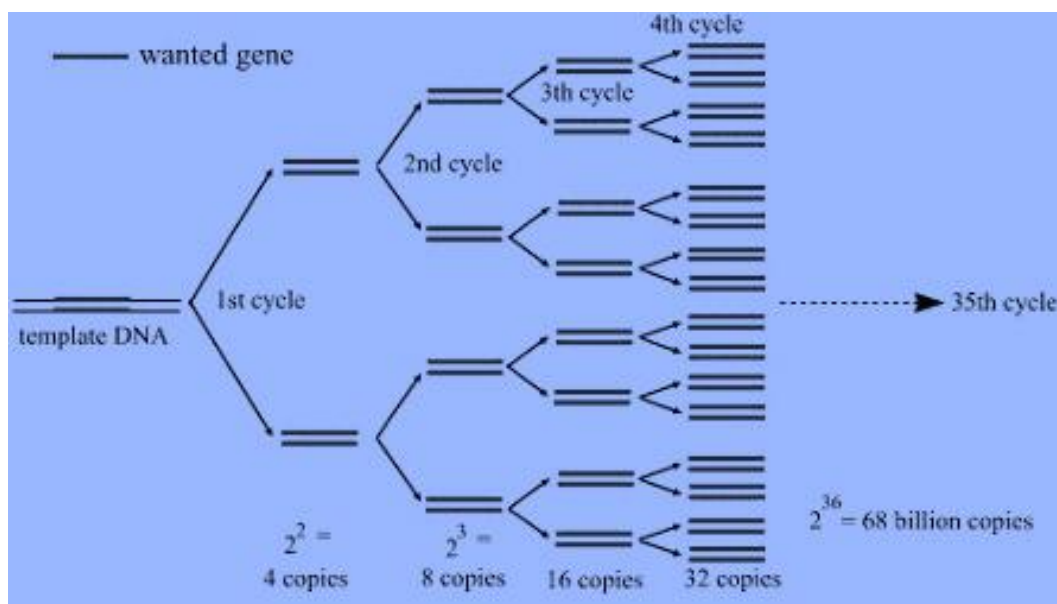 4th cycle
wanted gene
3th cycle
2nd cycle
1st cycle
35th cycle
template DNA
2^36 = 68 billion copies
2^2 =
4 copies
2^3 =
8 copies
16 copies
32 copies